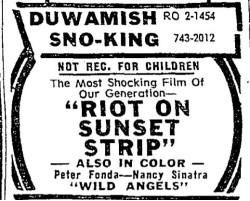 DUWAMISH RO 2-1454
SNO-KING 743-2012
NOT REC. FOR CHILDREN
The Most Shocking Film Of
Our Generation—
"RIOT ON
SUNSET
STRIP"
— ALSO IN COLOR —
Peter Fonda—Nancy Sinatra
"WILD ANGELS"